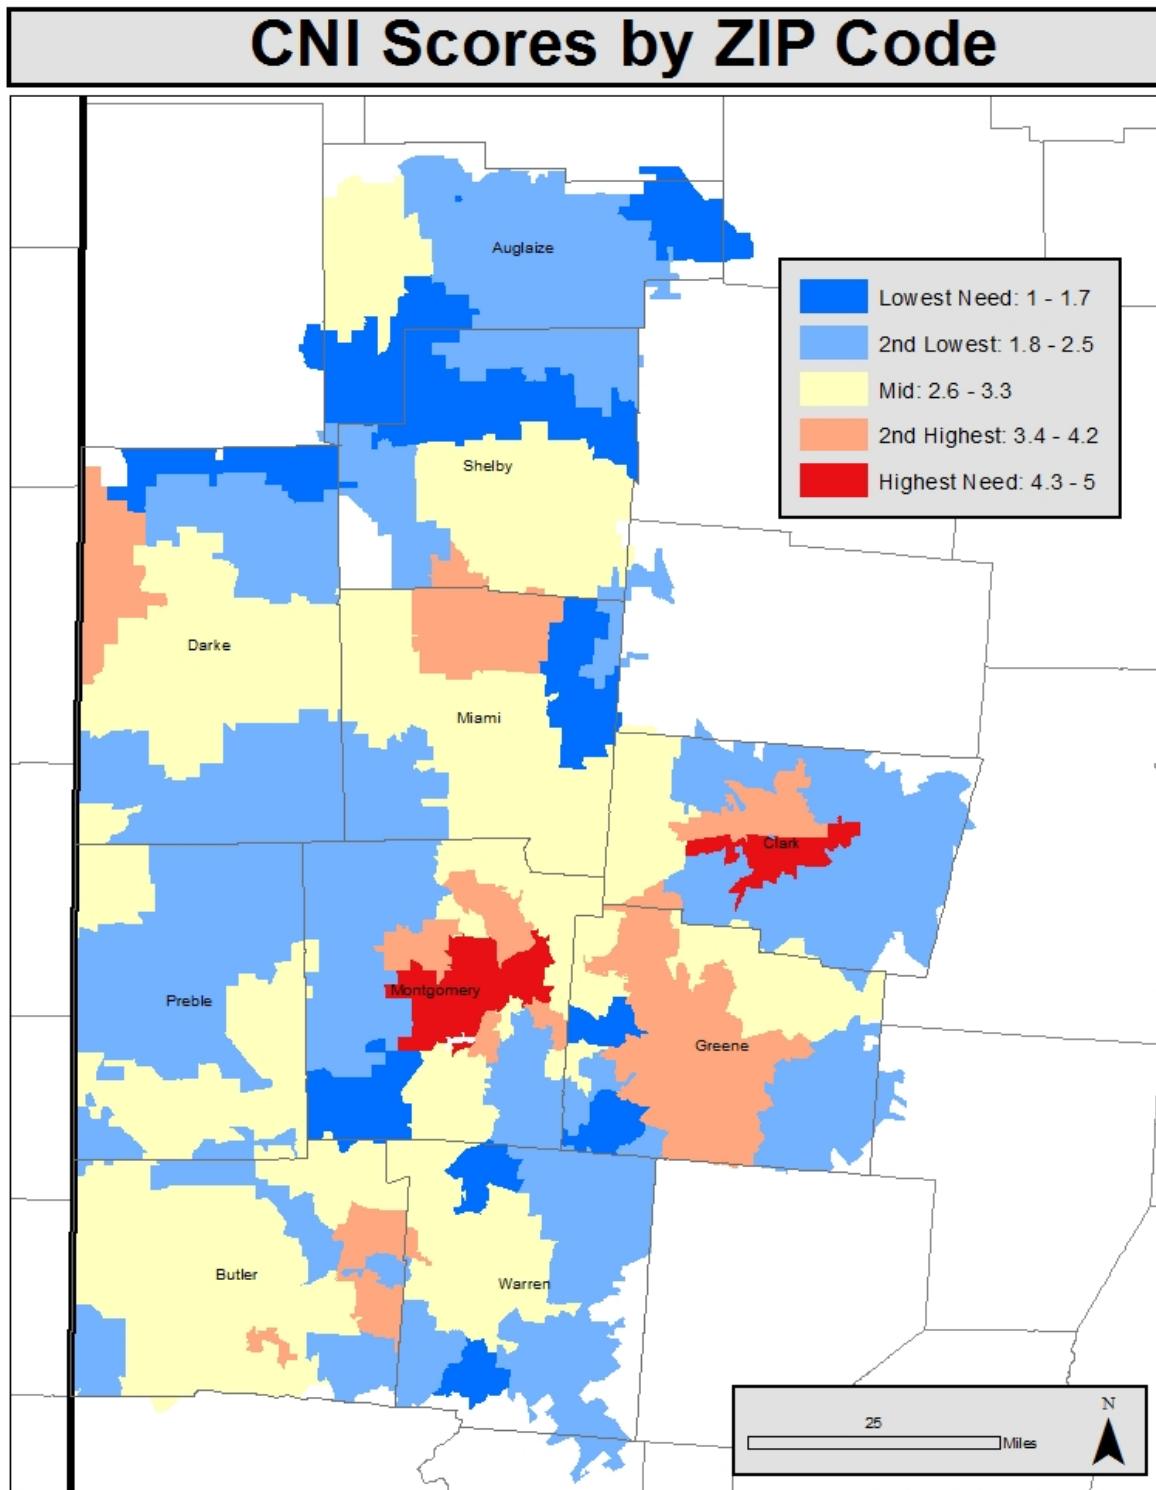 CNI Scores by ZIP Code
Auglaize
Lowest Need: 1 - 1.7
2nd Lowest: 1.8 - 2.5
Mid: 2.6 - 3.3
2nd Highest: 3.4 - 4.2
Highest Need: 4.3 - 5
Shelby
Darke
Miami
Clark
Montgomery
Preble
Greene
Butler
Warren
N
25
Miles